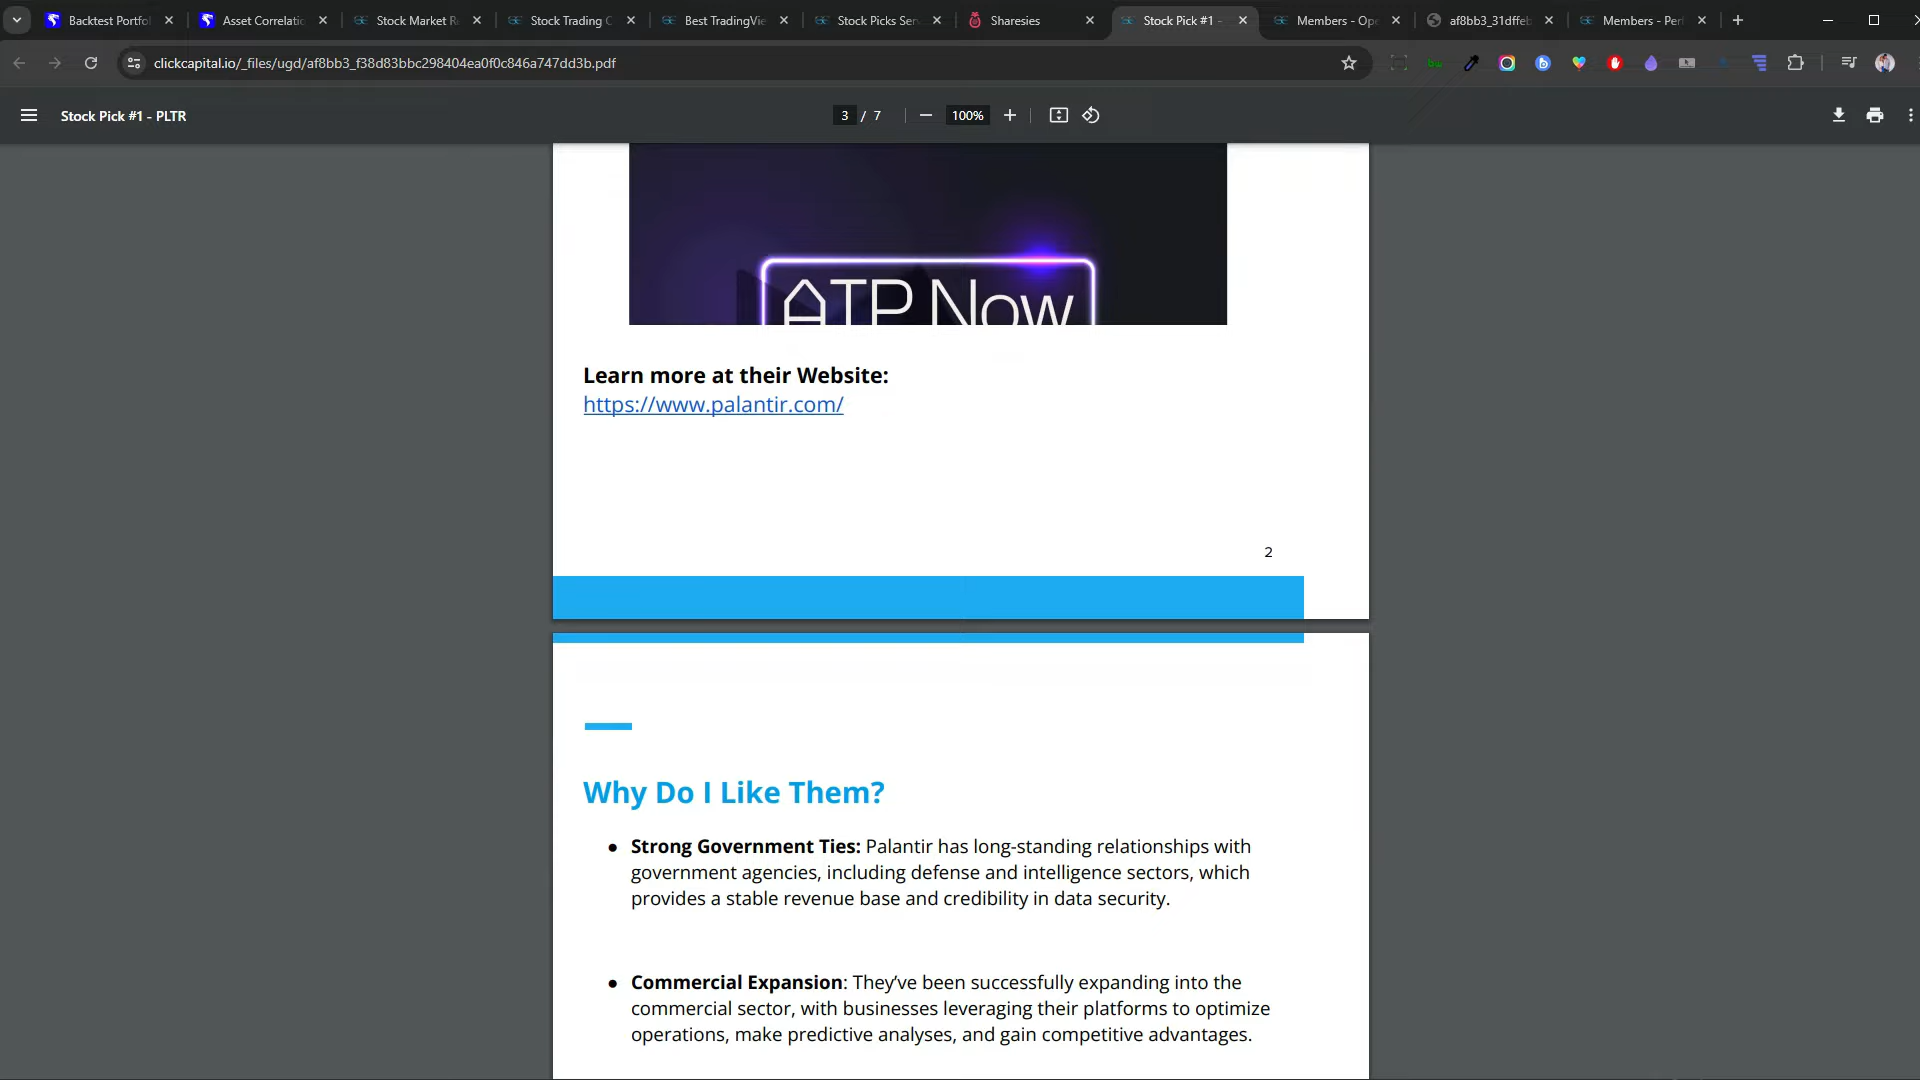 Backtest Portfol
Asset Correlatio
Stock Market R
Stock Trading C
Best TradingVie
Stock Picks Serv
Sharesies
Stock Pick #1 -
Members - Ope
af8bb3_31dffeb
Members - Perf
clickcapital.io/_files/ugd/af8bb3_f38d83bbc298404ea0f0c846a747dd3b.pdf
Stock Pick #1 - PLTR
3 / 7
100%
ATP Now
Learn more at their Website:
https://www.palantir.com/
2
Why Do I Like Them?
● Strong Government Ties: Palantir has long-standing relationships with
government agencies, including defense and intelligence sectors, which
provides a stable revenue base and credibility in data security.
● Commercial Expansion: They’ve been successfully expanding into the
commercial sector, with businesses leveraging their platforms to optimize
operations, make predictive analyses, and gain competitive advantages.